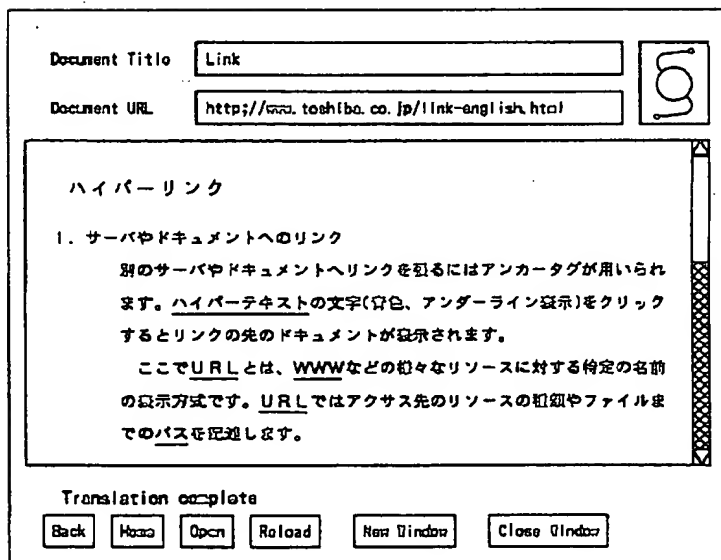 Document Title Link
Document URL http://www.toshiba.co.jp/link-english.html
ハイパーリンク
1. サーバやドキュメントへのリンク
別のサーバやドキュメントへリンクを張るにはアンカータグが用いられ
ます。ハイパーテキストの文字(青色、アンダーライン表示)をクリック
するとリンクの先のドキュメントが表示されます。
ここでURLとは、WWWなどの様々なリソースに対する特定の名前
の表示方式です。URLではアクサス先のリソースの種類やファイルま
でのパスを記述します。
Translation complete
Back Home Open Reload New Window Close Window